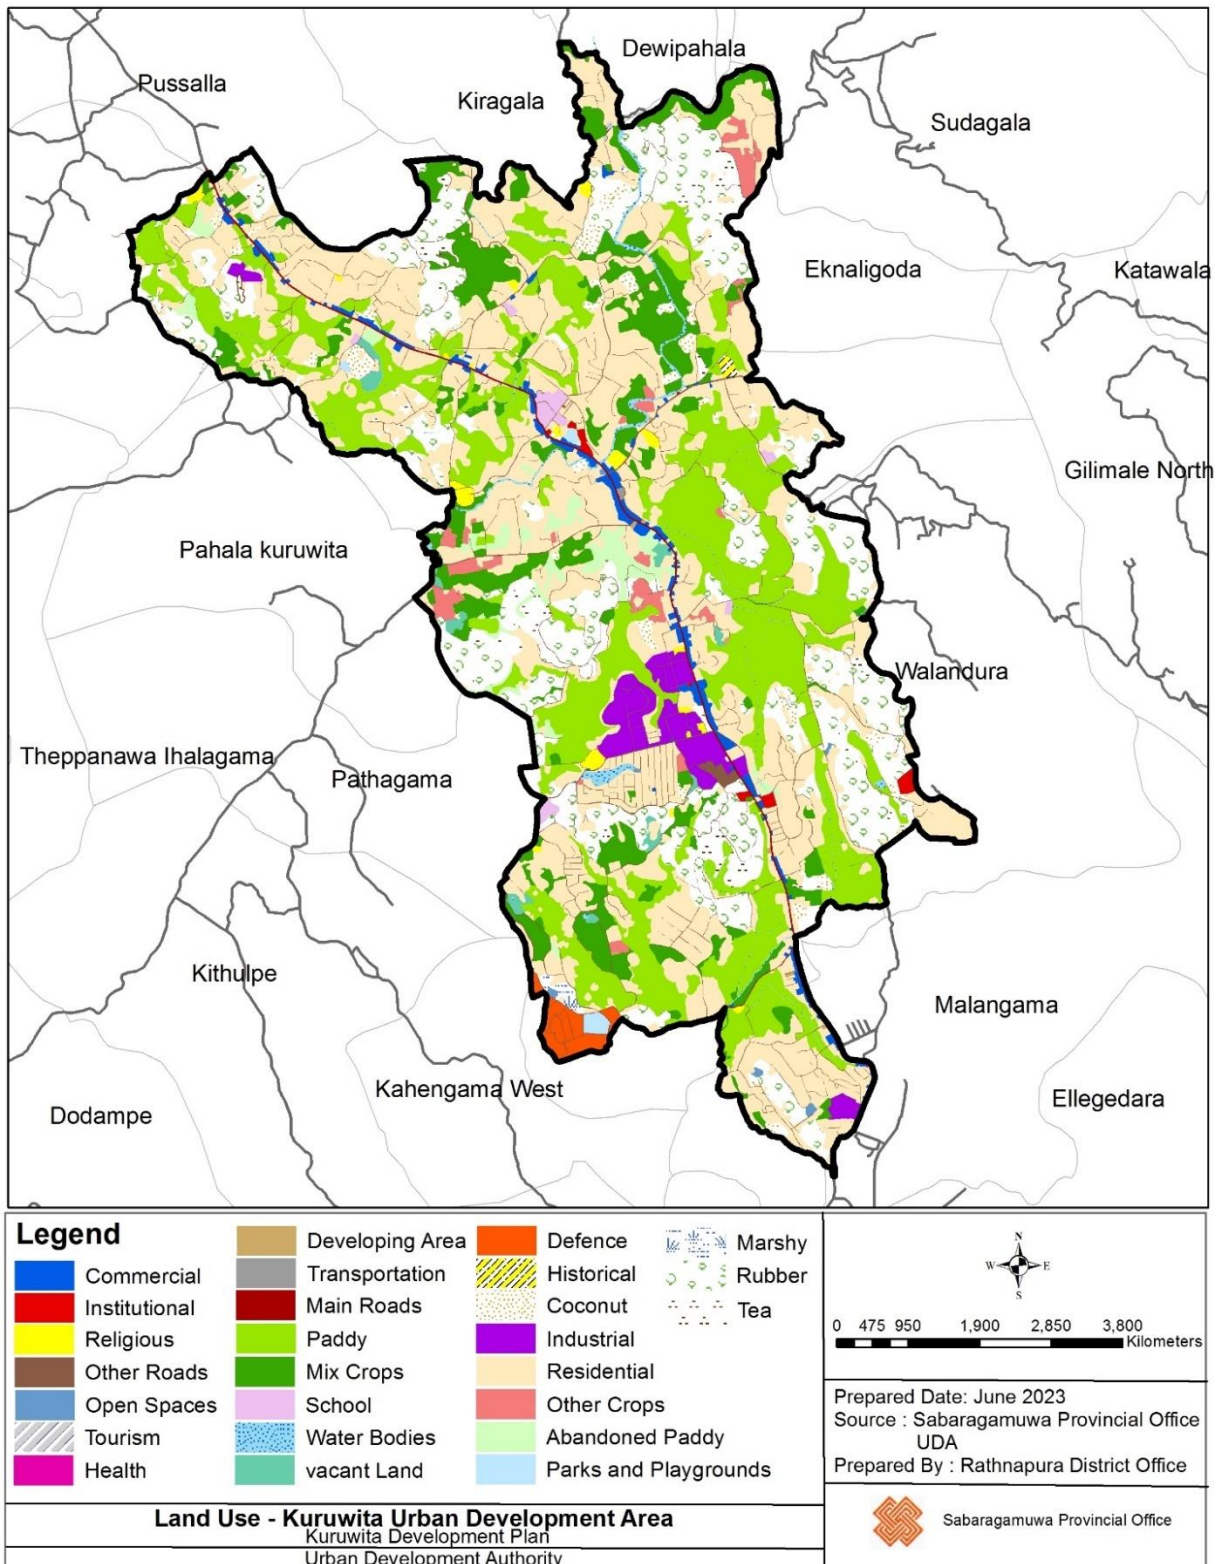 Dewipahala
Pussalla
Kiragala
Sudagala
Eknaligoda
Katawala
Gilimale North
Pahala kuruwita
Walandura
Theppanawa Ihalagama
Pathagama
Kithulpe
Malangama
Kahengama West
Ellegedara
Dodampe
Legend
Commercial
Institutional
Religious
Other Roads
Open Spaces
Tourism
Health
Developing Area
Transportation
Main Roads
Paddy
Mix Crops
School
Water Bodies
vacant Land
Defence
Historical
Coconut
Industrial
Residential
Other Crops
Abandoned Paddy
Parks and Playgrounds
Marshy
Rubber
Tea
N
W E
S
0 475 950 1,900 2,850 3,800
Kilometers
Prepared Date: June 2023
Source : Sabaragamuwa Provincial Office
UDA
Prepared By : Rathnapura District Office
Sabaragamuwa Provincial Office
Land Use - Kuruwita Urban Development Area
Kuruwita Development Plan
Urban Development Authority